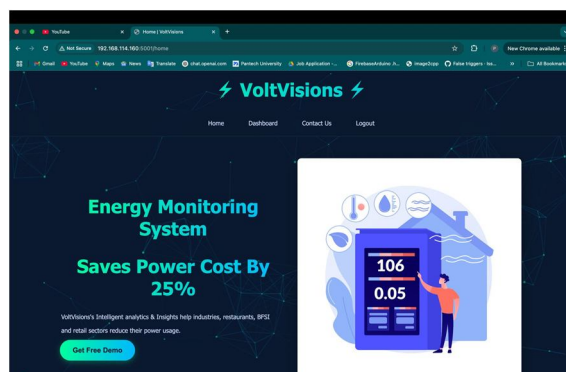 YouTube
Home | VoltVisions
Not Secure 192.168.114.160:5001/home
New Chrome available
Gmail YouTube Maps News Translate chat.openai.com Pantech University Job Application -... FirebaseArduino .h... image2cpp False triggers · Iss... » All Bookmarks
VoltVisions
Home Dashboard Contact Us Logout
Energy Monitoring
System
Saves Power Cost By
25%
VoltVisions's Intelligent analytics & Insights help industries, restaurants, BFSI
and retail sectors reduce their power usage.
Get Free Demo
106
0.05